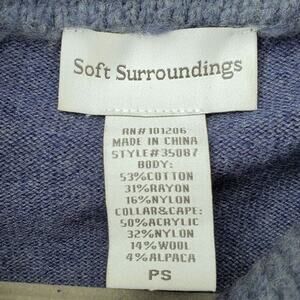 Soft Surroundings
RN#101206
MADE IN CHINA
STYLE#35087
BODY:
53%COTTON
31%RAYON
16%NYLON
COLLAR&CAPE:
50%ACRYLIC
32%NYLON
14%WOOL
4%ALPACA
PS